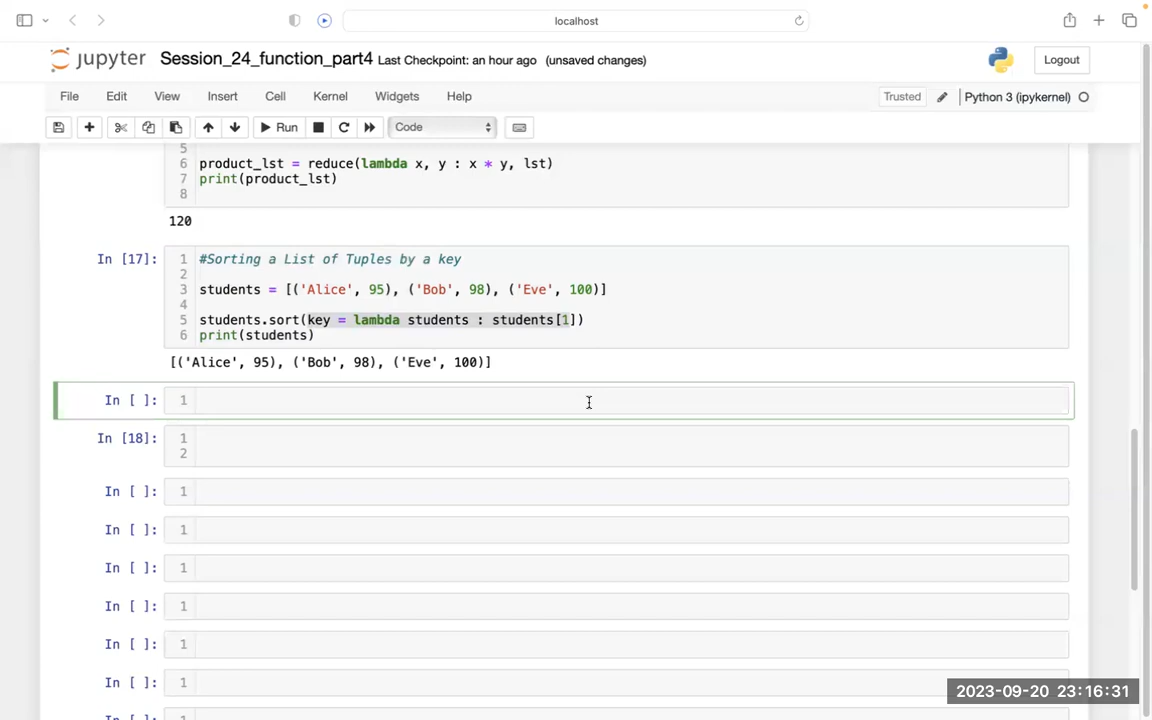 localhost
jupyter Session_24_function_part4 Last Checkpoint: an hour ago (unsaved changes)
Logout
File Edit View Insert Cell Kernel Widgets Help
Trusted Python 3 (ipykernel)
Run Code
5
6 product_lst = reduce(lambda x, y : x * y, lst)
7 print(product_lst)
8
120
In [17]: 1 #Sorting a List of Tuples by a key
2
3 students = [('Alice', 95), ('Bob', 98), ('Eve', 100)]
4
5 students.sort(key = lambda students : students[1])
6 print(students)
[('Alice', 95), ('Bob', 98), ('Eve', 100)]
In [ ]: 1
In [18]: 1
2
In [ ]: 1
In [ ]: 1
In [ ]: 1
In [ ]: 1
In [ ]: 1
In [ ]: 1
2023-09-20 23:16:31